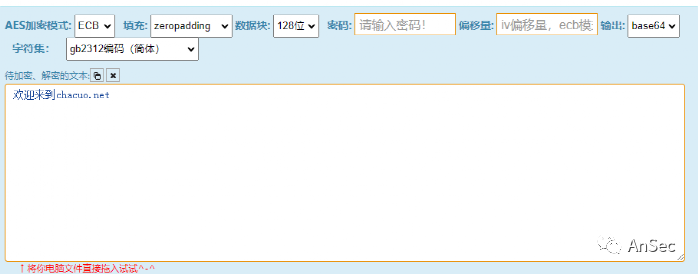 AES加密模式: ECB 填充: zeropadding 数据块: 128位 密码: 请输入密码! 偏移量: iv偏移量，ecb模 输出: base64
字符集: gb2312编码（简体）
待加密、解密的文本:
欢迎来到chacuo.net
AnSec
↑将你电脑文件直接拖入试试^-^